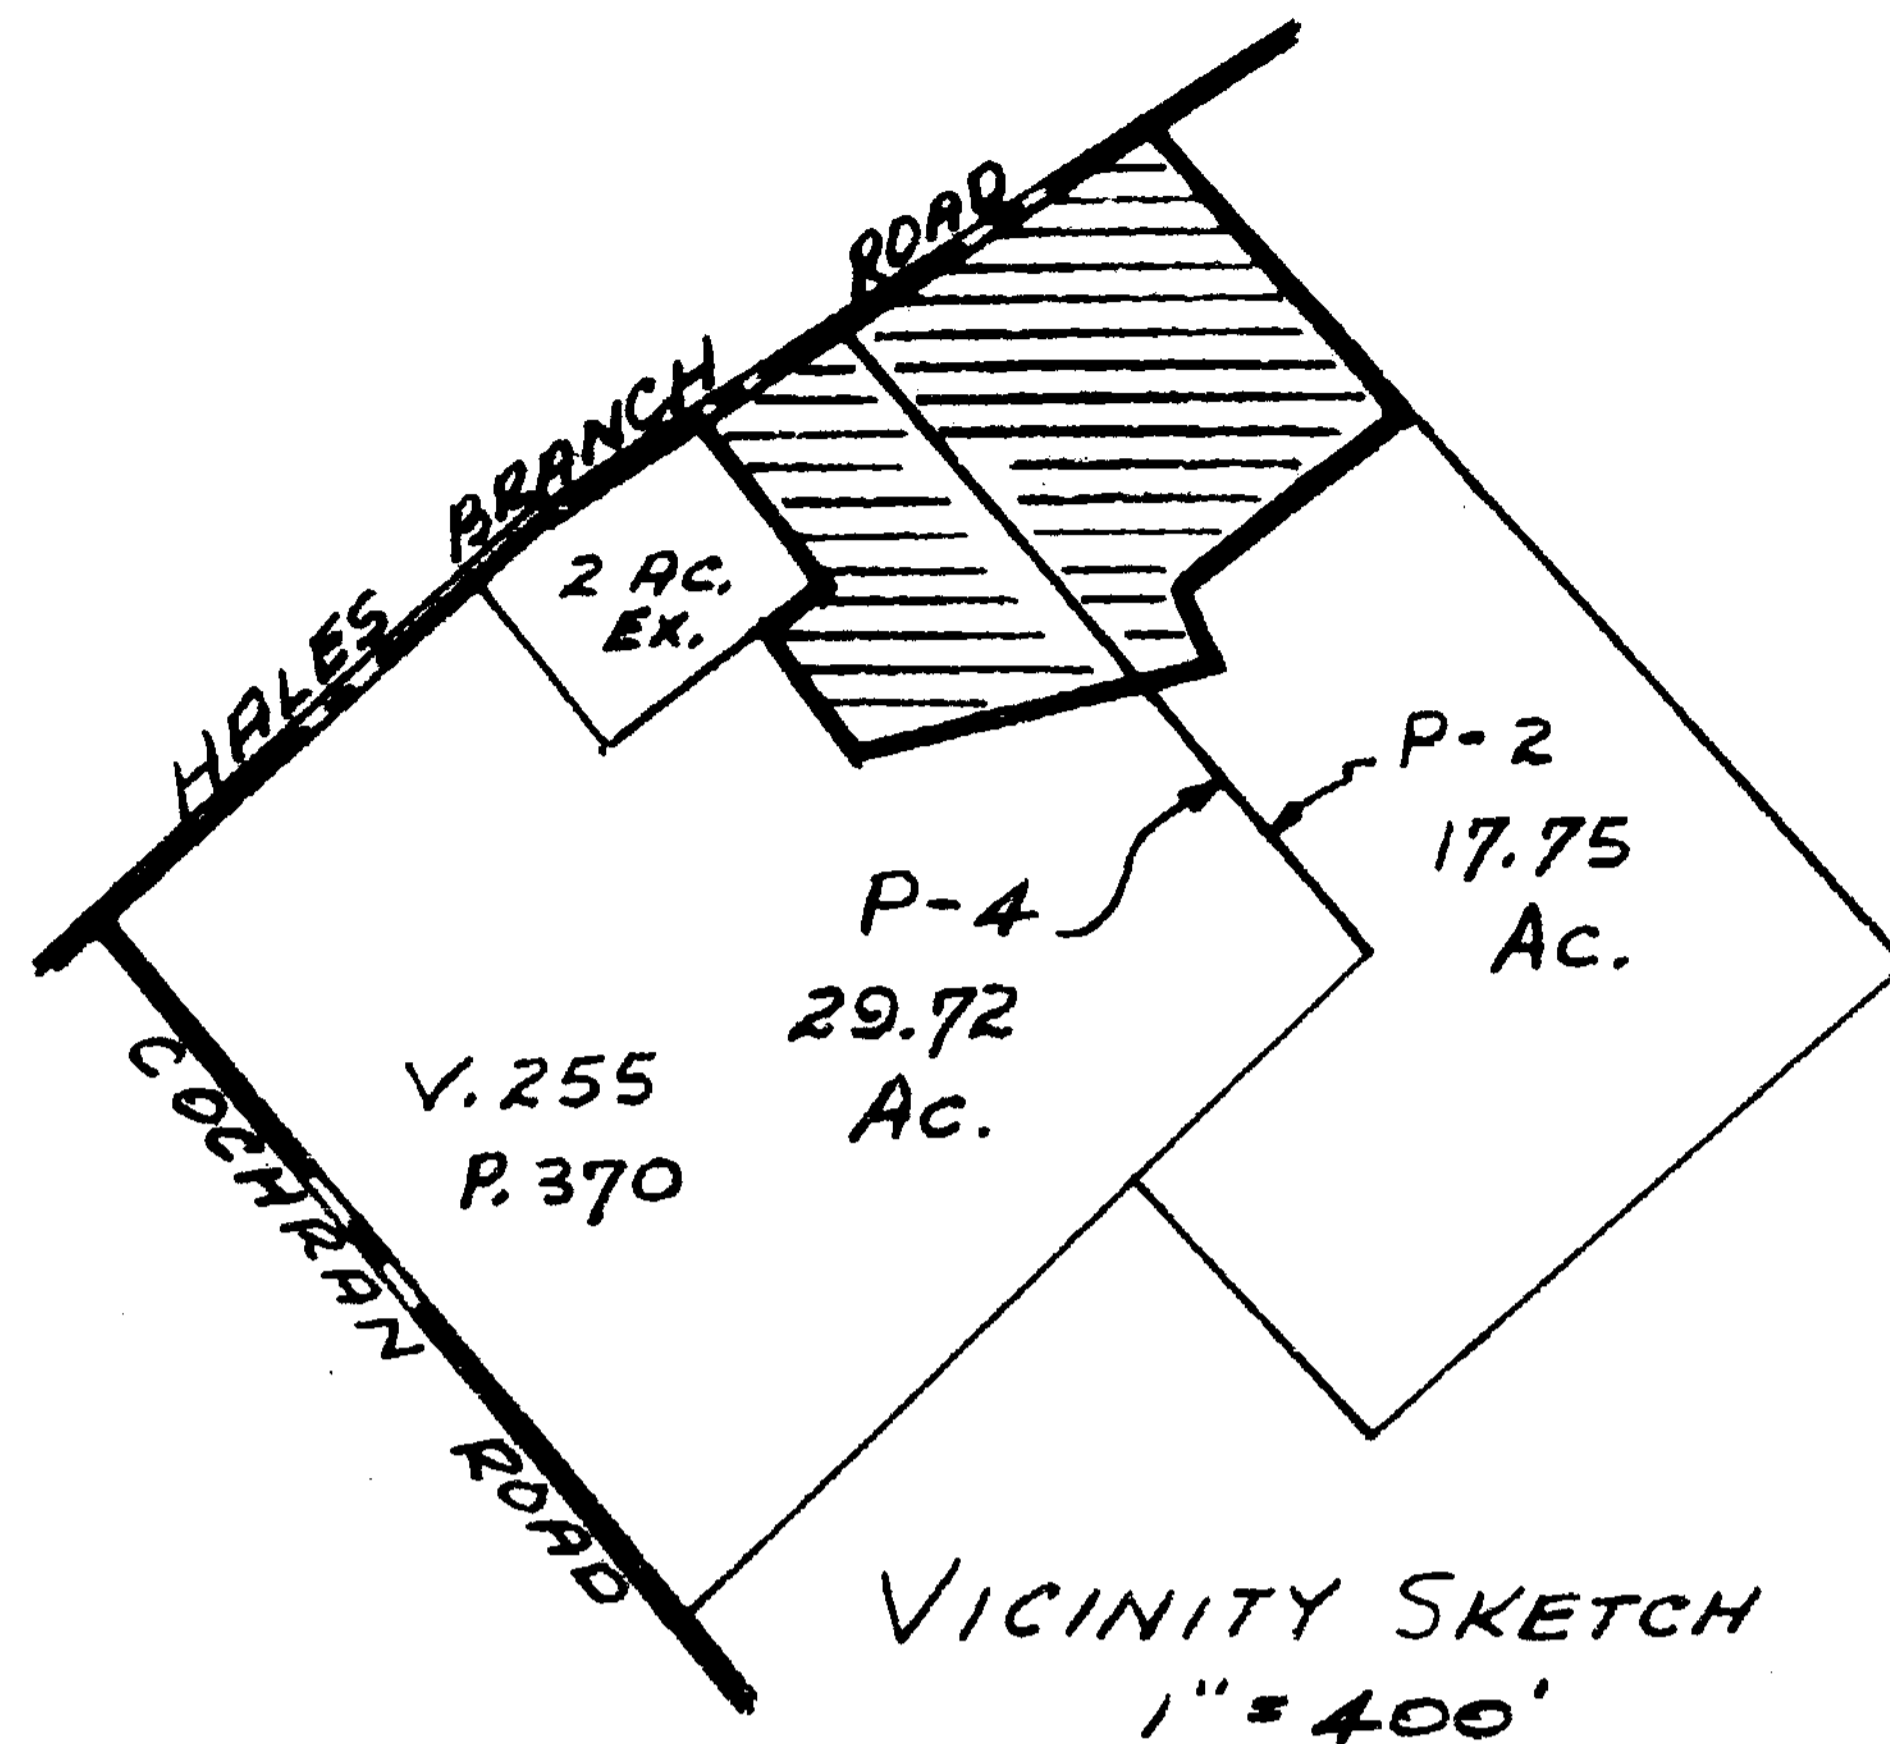 HALES BRANCH ROAD
2 AC.
EX.
P-2
17.75
AC.
P-4
29.72
AC.
V. 255
P. 370
COCHRAN ROAD
VICINITY SKETCH
1" = 400'